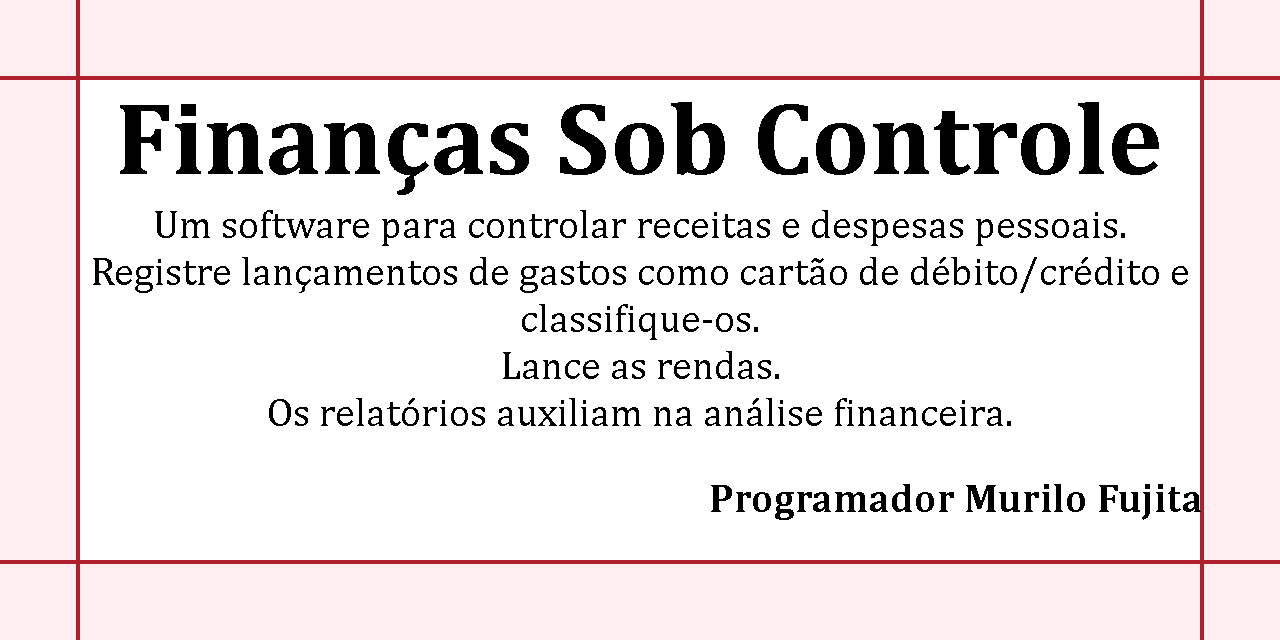 Finanças Sob Controle
Um software para controlar receitas e despesas pessoais.
Registre lançamentos de gastos como cartão de débito/crédito e
classifique-os.
Lance as rendas.
Os relatórios auxiliam na análise financeira.
Programador Murilo Fujita